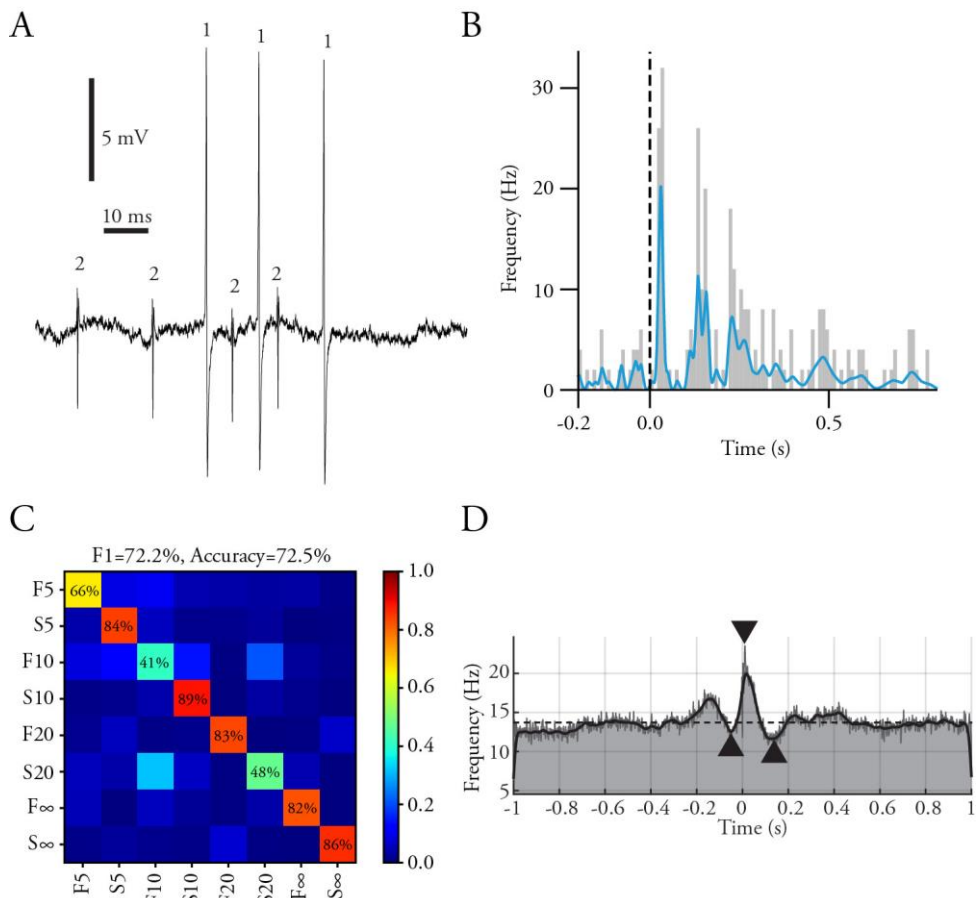 A
1
1
1
5 mV
10 ms
2
2
2
2
B
30
20
10
0
Frequency (Hz)
-0.2
0.0
0.5
Time (s)
C
F1=72.2%, Accuracy=72.5%
F5
S5
F10
S10
F20
S20
F∞
S∞
66%
84%
41%
89%
83%
48%
82%
86%
F5
S5
F10
S10
F20
S20
F∞
S∞
1.0
0.8
0.6
0.4
0.2
0.0
D
20
15
10
5
Frequency (Hz)
-1
-0.8
-0.6
-0.4
-0.2
0
0.2
0.4
0.6
0.8
1
Time (s)